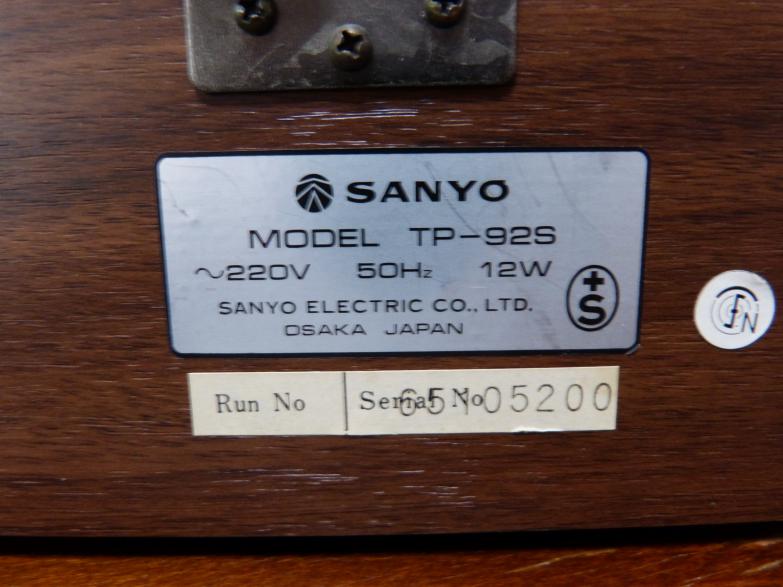 SANYO
MODEL TP-92S
~220V 50Hz 12W
SANYO ELECTRIC CO., LTD.
OSAKA JAPAN
+S
Run No
Serial No 65105200